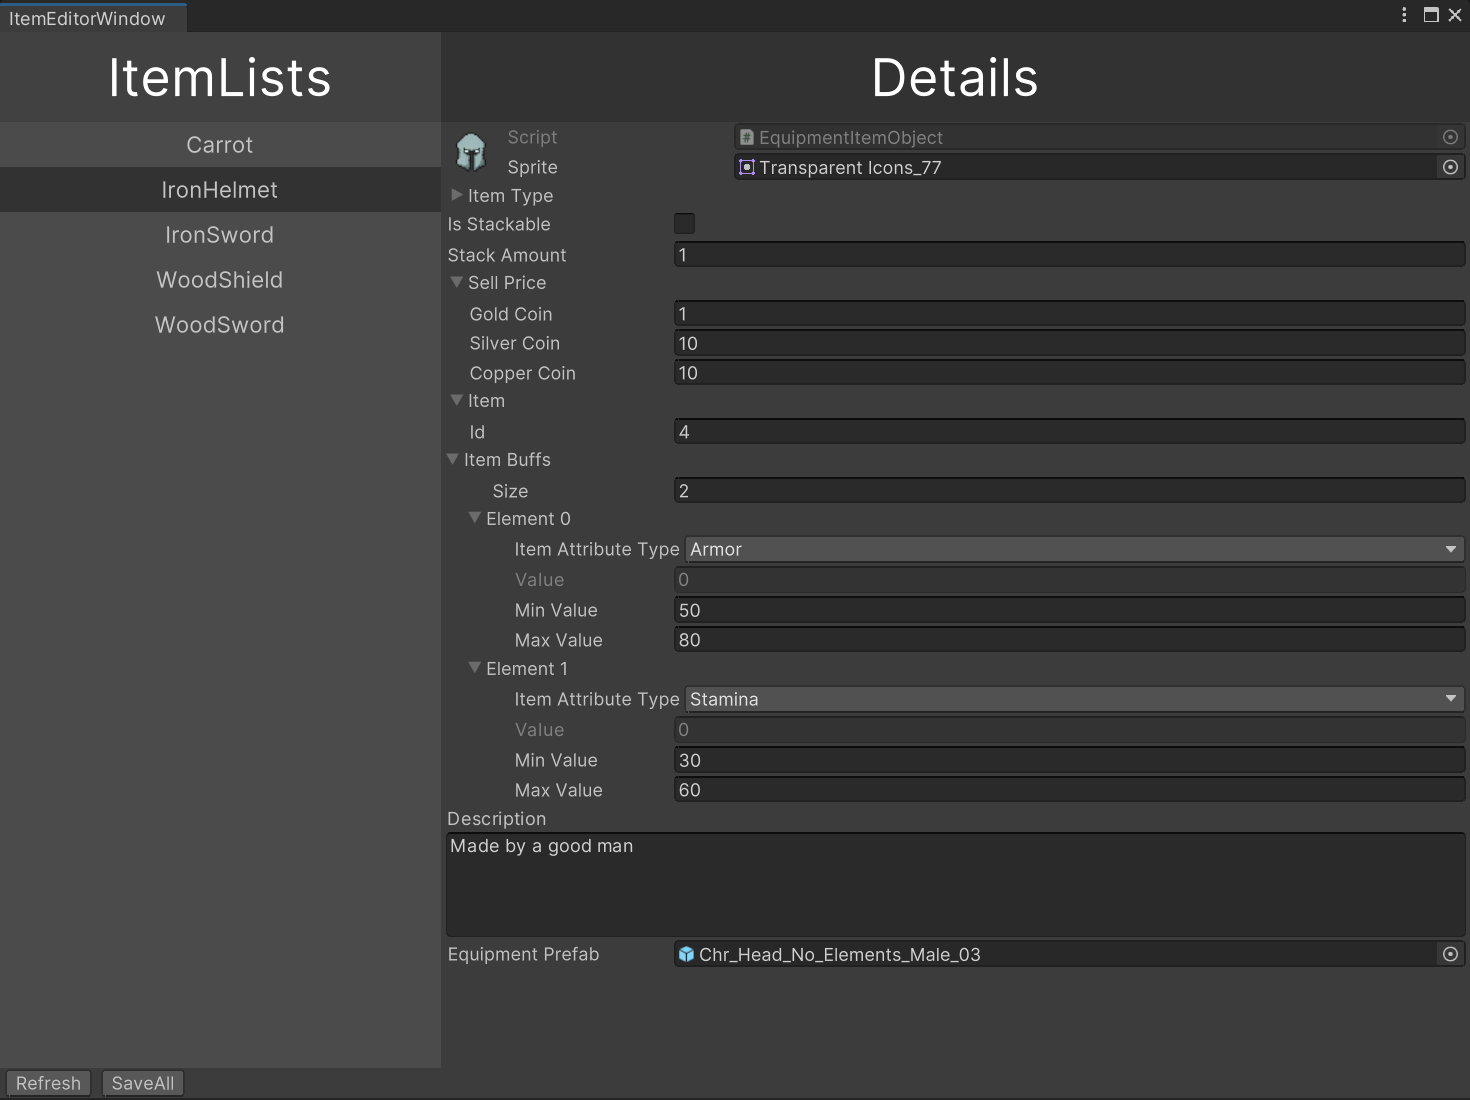 ItemEditorWindow
ItemLists
Details
Carrot
IronHelmet
IronSword
WoodShield
WoodSword
Script
EquipmentItemObject
Sprite
Transparent Icons_77
Item Type
Is Stackable
Stack Amount
1
Sell Price
Gold Coin
1
Silver Coin
10
Copper Coin
10
Item
Id
4
Item Buffs
Size
2
Element 0
Item Attribute Type
Armor
Value
0
Min Value
50
Max Value
80
Element 1
Item Attribute Type
Stamina
Value
0
Min Value
30
Max Value
60
Description
Made by a good man
Equipment Prefab
Chr_Head_No_Elements_Male_03
Refresh
SaveAll